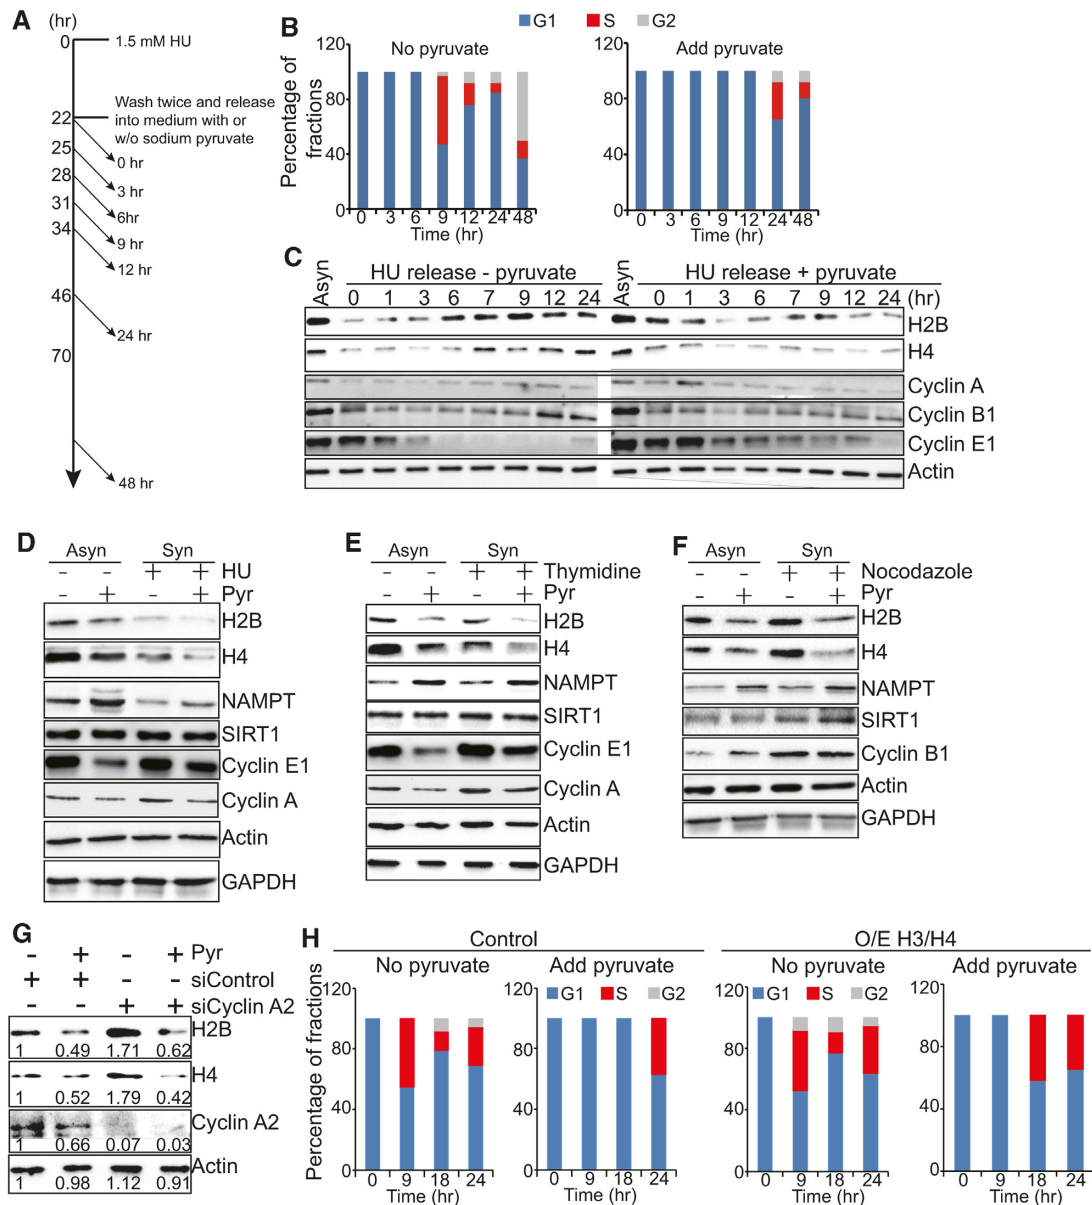 A
(hr)
0
1.5 mM HU
22
Wash twice and release
into medium with or
w/o sodium pyruvate
25
0 hr
28
3 hr
31
6hr
34
9 hr
12 hr
46
24 hr
70
48 hr
B
G1 S G2
No pyruvate
Percentage of
fractions
120
80
40
0
0 3 6 9 12 24 48
Time (hr)
Add pyruvate
120
80
40
0
0 3 6 9 12 24 48
Time (hr)
C
Asyn
HU release - pyruvate
0 1 3 6 7 9 12 24
Asyn
HU release + pyruvate
0 1 3 6 7 9 12 24 (hr)
H2B
H4
Cyclin A
Cyclin B1
Cyclin E1
Actin
D
Asyn Syn
- - + + HU
- + - + Pyr
H2B
H4
NAMPT
SIRT1
Cyclin E1
Cyclin A
Actin
GAPDH
E
Asyn Syn
- - + + Thymidine
- + - + Pyr
H2B
H4
NAMPT
SIRT1
Cyclin E1
Cyclin A
Actin
GAPDH
F
Asyn Syn
- - + + Nocodazole
- + - + Pyr
H2B
H4
NAMPT
SIRT1
Cyclin B1
Actin
GAPDH
G
- + - + Pyr
+ + - - siControl
- - + + siCyclin A2
H2B
1 0.49 1.71 0.62
H4
1 0.52 1.79 0.42
Cyclin A2
1 0.66 0.07 0.03
Actin
1 0.98 1.12 0.91
H
Control
No pyruvate
Add pyruvate
G1 S G2
Percentage of fractions
120
80
40
0
0 9 18 24
Time (hr)
120
80
40
0
0 9 18 24
Time (hr)
O/E H3/H4
No pyruvate
Add pyruvate
G1 S G2
120
80
40
0
0 9 18 24
Time (hr)
120
80
40
0
0 9 18 24
Time (hr)